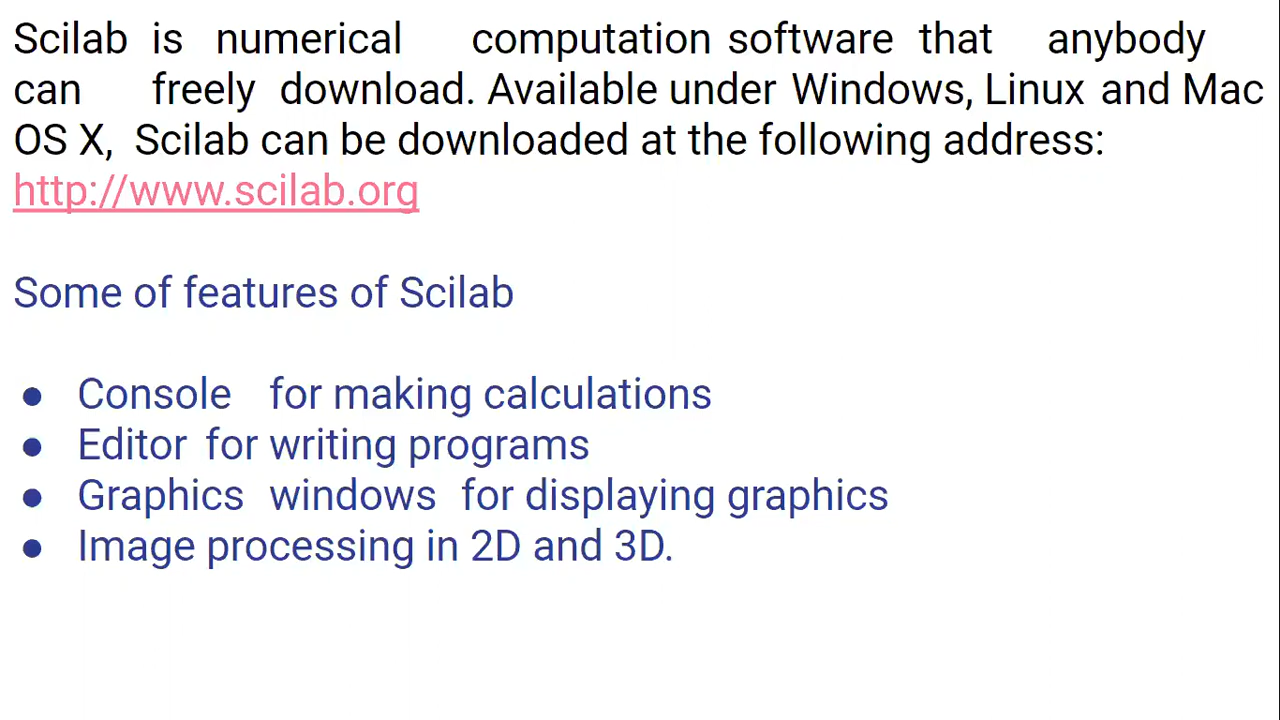 Scilab is numerical computation software that anybody
can freely download. Available under Windows, Linux and Mac
OS X, Scilab can be downloaded at the following address:
http://www.scilab.org
Some of features of Scilab
● Console for making calculations
● Editor for writing programs
● Graphics windows for displaying graphics
● Image processing in 2D and 3D.